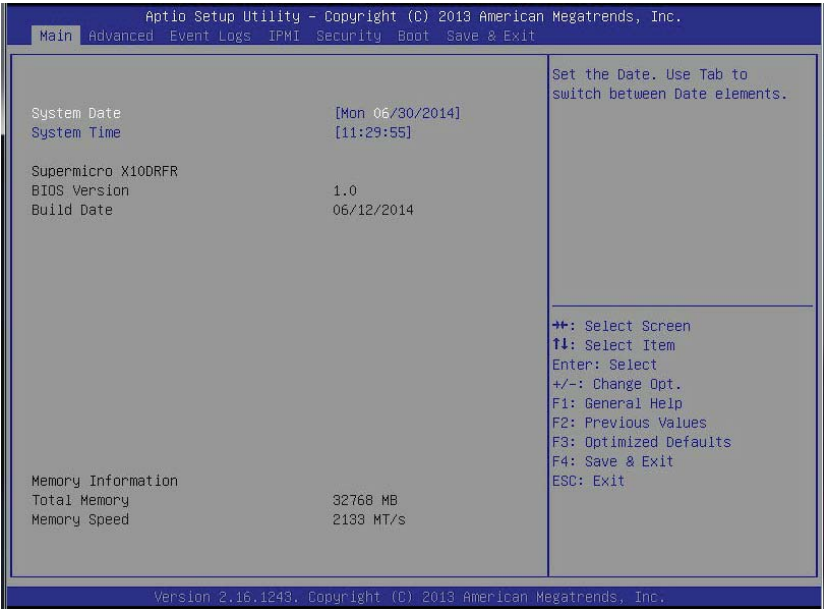 Aptio Setup Utility – Copyright (C) 2013 American Megatrends, Inc.
Main Advanced Event Logs IPMI Security Boot Save & Exit
System Date [Mon 06/30/2014]
System Time [11:29:55]
Supermicro X10DRFR
BIOS Version 1.0
Build Date 06/12/2014
Memory Information
Total Memory 32768 MB
Memory Speed 2133 MT/s
Set the Date. Use Tab to
switch between Date elements.
→←: Select Screen
↑↓: Select Item
Enter: Select
+/-: Change Opt.
F1: General Help
F2: Previous Values
F3: Optimized Defaults
F4: Save & Exit
ESC: Exit
Version 2.16.1243. Copyright (C) 2013 American Megatrends, Inc.